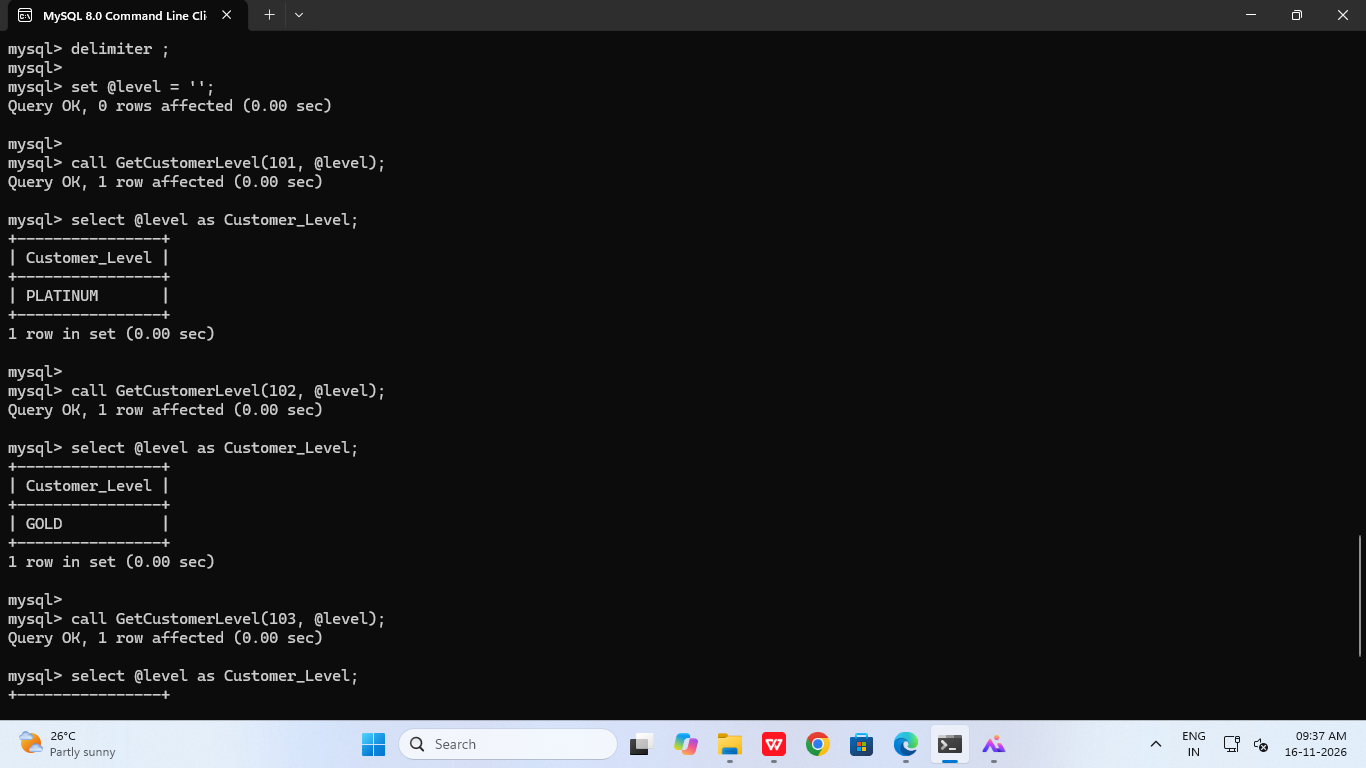 MySQL 8.0 Command Line Cli
mysql> delimiter ;
mysql>
mysql> set @level = '';
Query OK, 0 rows affected (0.00 sec)
mysql>
mysql> call GetCustomerLevel(101, @level);
Query OK, 1 row affected (0.00 sec)
mysql> select @level as Customer_Level;
+----------------+
| Customer_Level |
+----------------+
| PLATINUM       |
+----------------+
1 row in set (0.00 sec)
mysql>
mysql> call GetCustomerLevel(102, @level);
Query OK, 1 row affected (0.00 sec)
mysql> select @level as Customer_Level;
+----------------+
| Customer_Level |
+----------------+
| GOLD           |
+----------------+
1 row in set (0.00 sec)
mysql>
mysql> call GetCustomerLevel(103, @level);
Query OK, 1 row affected (0.00 sec)
mysql> select @level as Customer_Level;
+----------------+
26°C
Partly sunny
Search
ENG
IN
09:37 AM
16-11-2026